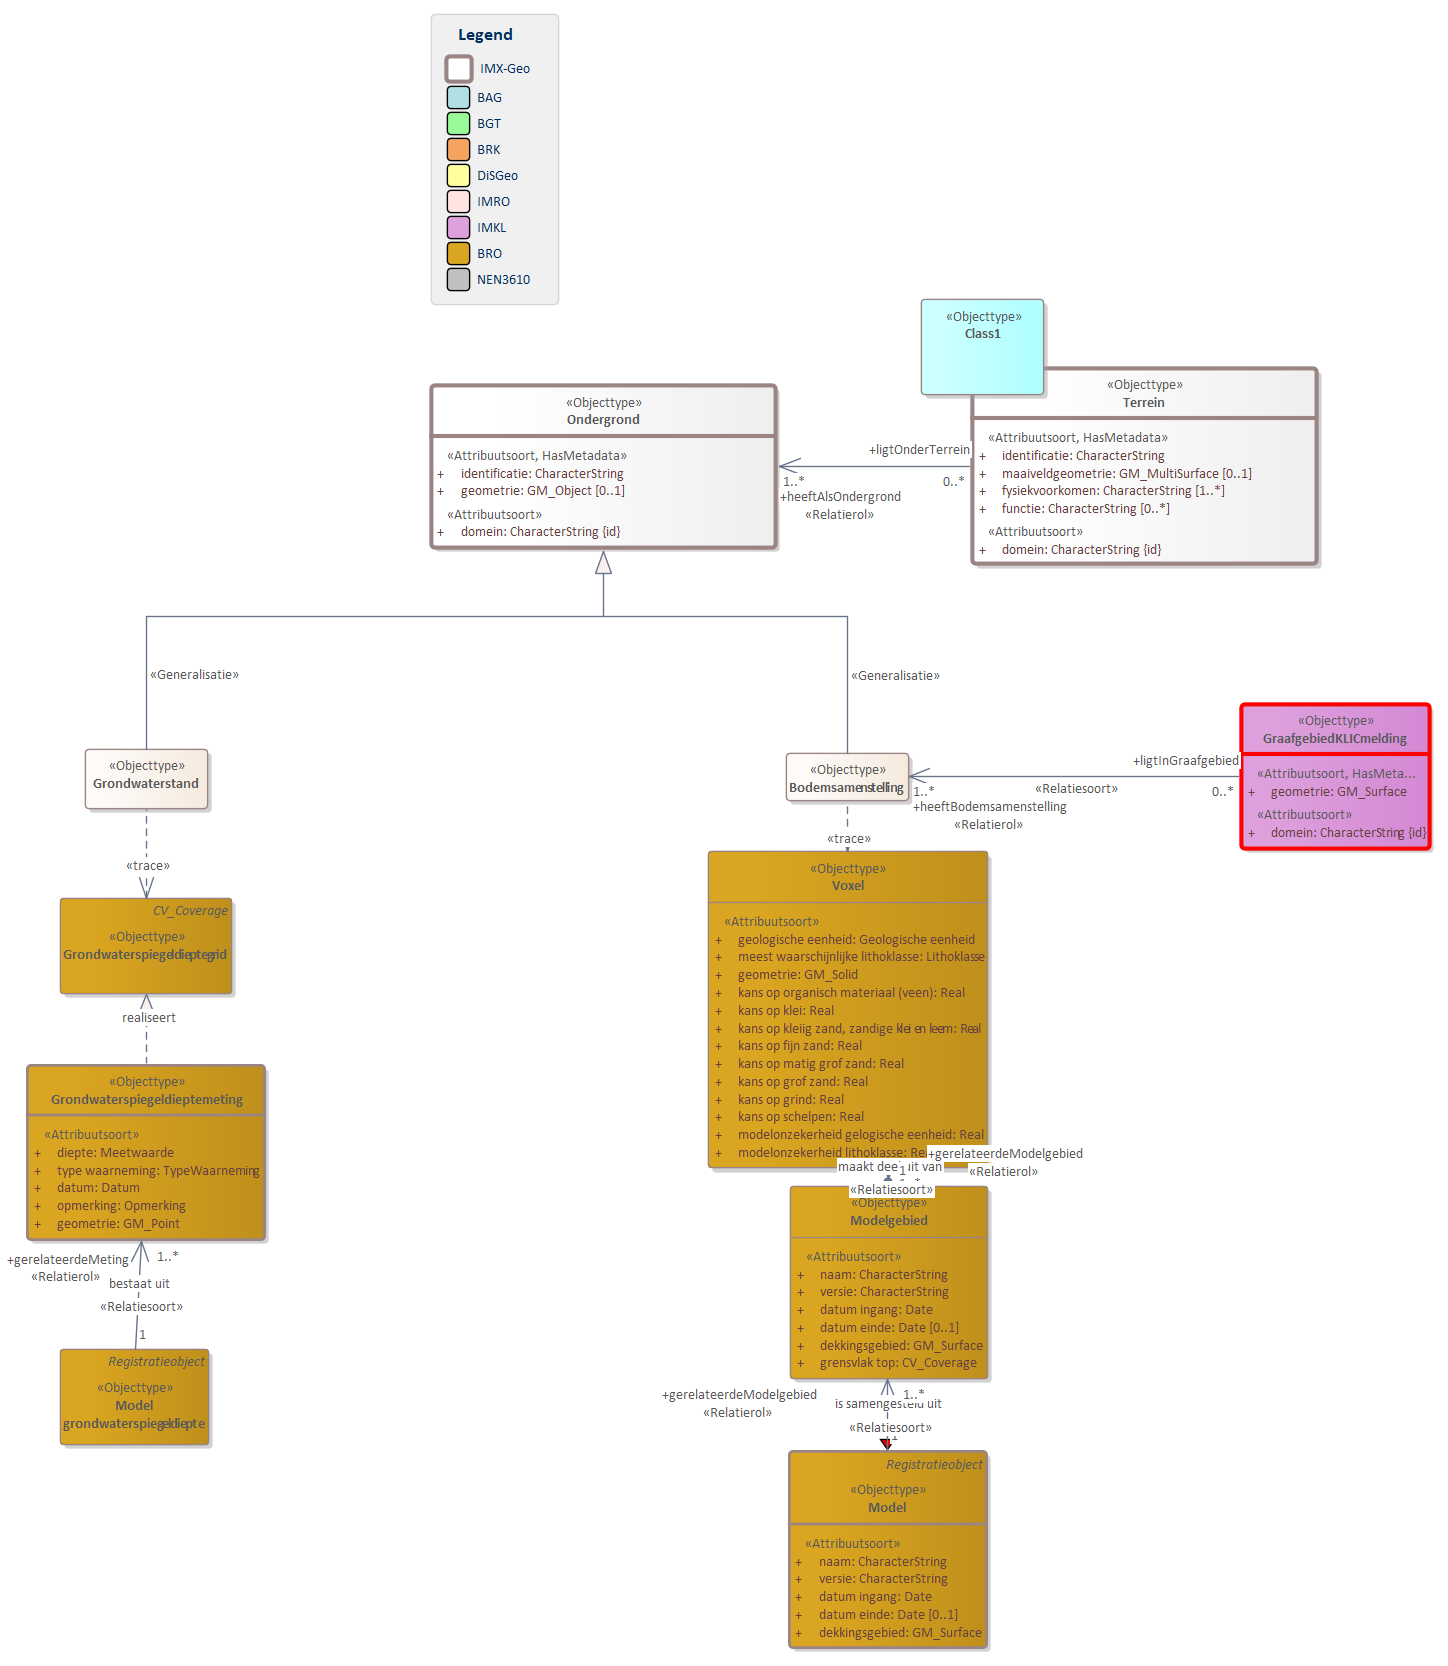 Legend
IMX-Geo
BAG
BGT
BRK
DiSGeo
IMRO
IMKL
BRO
NEN3610
«Objecttype»
Class1
«Objecttype»
Terrein
«Attribuutsoort, HasMetadata»
+ identificatie: CharacterString
+ maaiveldgeometrie: GM_MultiSurface [0..1]
+ fysiekvoorkomen: CharacterString [1..*]
+ functie: CharacterString [0..*]
«Attribuutsoort»
+ domein: CharacterString {id}
«Objecttype»
Ondergrond
«Attribuutsoort, HasMetadata»
+ identificatie: CharacterString
+ geometrie: GM_Object [0..1]
«Attribuutsoort»
+ domein: CharacterString {id}
+ligtOnderTerrein
1..*
0..*
+heeftAlsOndergrond
«Relatierol»
«Generalisatie»
«Generalisatie»
«Objecttype»
Grondwaterstand
«Objecttype»
Bodemsamenstelling
«Objecttype»
GraafgebiedKLICmelding
«Attribuutsoort, HasMeta...
+ geometrie: GM_Surface
«Attribuutsoort»
+ domein: CharacterString {id}
+ligtInGraafgebied
1..*
«Relatiesoort»
0..*
+heeftBodemsamenstelling
«Relatierol»
«trace»
«trace»
CV_Coverage
«Objecttype»
Grondwaterspiegeldieptegrid
realiseert
«Objecttype»
Grondwaterspiegeldieptemeting
«Attribuutsoort»
+ diepte: Meetwaarde
+ type waarneming: TypeWaarneming
+ datum: Datum
+ opmerking: Opmerking
+ geometrie: GM_Point
+gerelateerdeMeting
«Relatierol»
1..*
bestaat uit
«Relatiesoort»
1
Registratieobject
«Objecttype»
Model
grondwaterspiegeldiepte
«Objecttype»
Voxel
«Attribuutsoort»
+ geologische eenheid: Geologische eenheid
+ meest waarschijnlijke lithoklasse: Lithoklasse
+ geometrie: GM_Solid
+ kans op organisch materiaal (veen): Real
+ kans op klei: Real
+ kans op kleiig zand, zandige klei en leem: Real
+ kans op fijn zand: Real
+ kans op matig grof zand: Real
+ kans op grof zand: Real
+ kans op grind: Real
+ kans op schelpen: Real
+ modelonzekerheid gelogische eenheid: Real
+ modelonzekerheid lithoklasse:
+gerelateerdeModelgebied
«Relatierol»
maakt deel uit van
1
«Relatiesoort»
«Objecttype»
Modelgebied
«Attribuutsoort»
+ naam: CharacterString
+ versie: CharacterString
+ datum ingang: Date
+ datum einde: Date [0..1]
+ dekkingsgebied: GM_Surface
+ grensvlak top: CV_Coverage
+gerelateerdeModelgebied
«Relatierol»
1..*
is samengesteld uit
«Relatiesoort»
Registratieobject
«Objecttype»
Model
«Attribuutsoort»
+ naam: CharacterString
+ versie: CharacterString
+ datum ingang: Date
+ datum einde: Date [0..1]
+ dekkingsgebied: GM_Surface